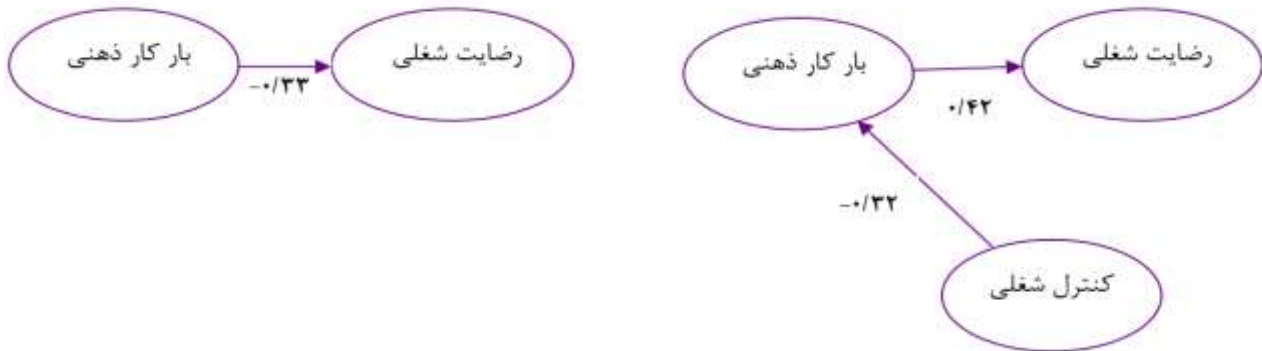 رضایت شغلی
بار کار ذهنی
۰/۴۲
-۰/۳۲
کنترل شغلی
رضایت شغلی
بار کار ذهنی
-۰/۳۳